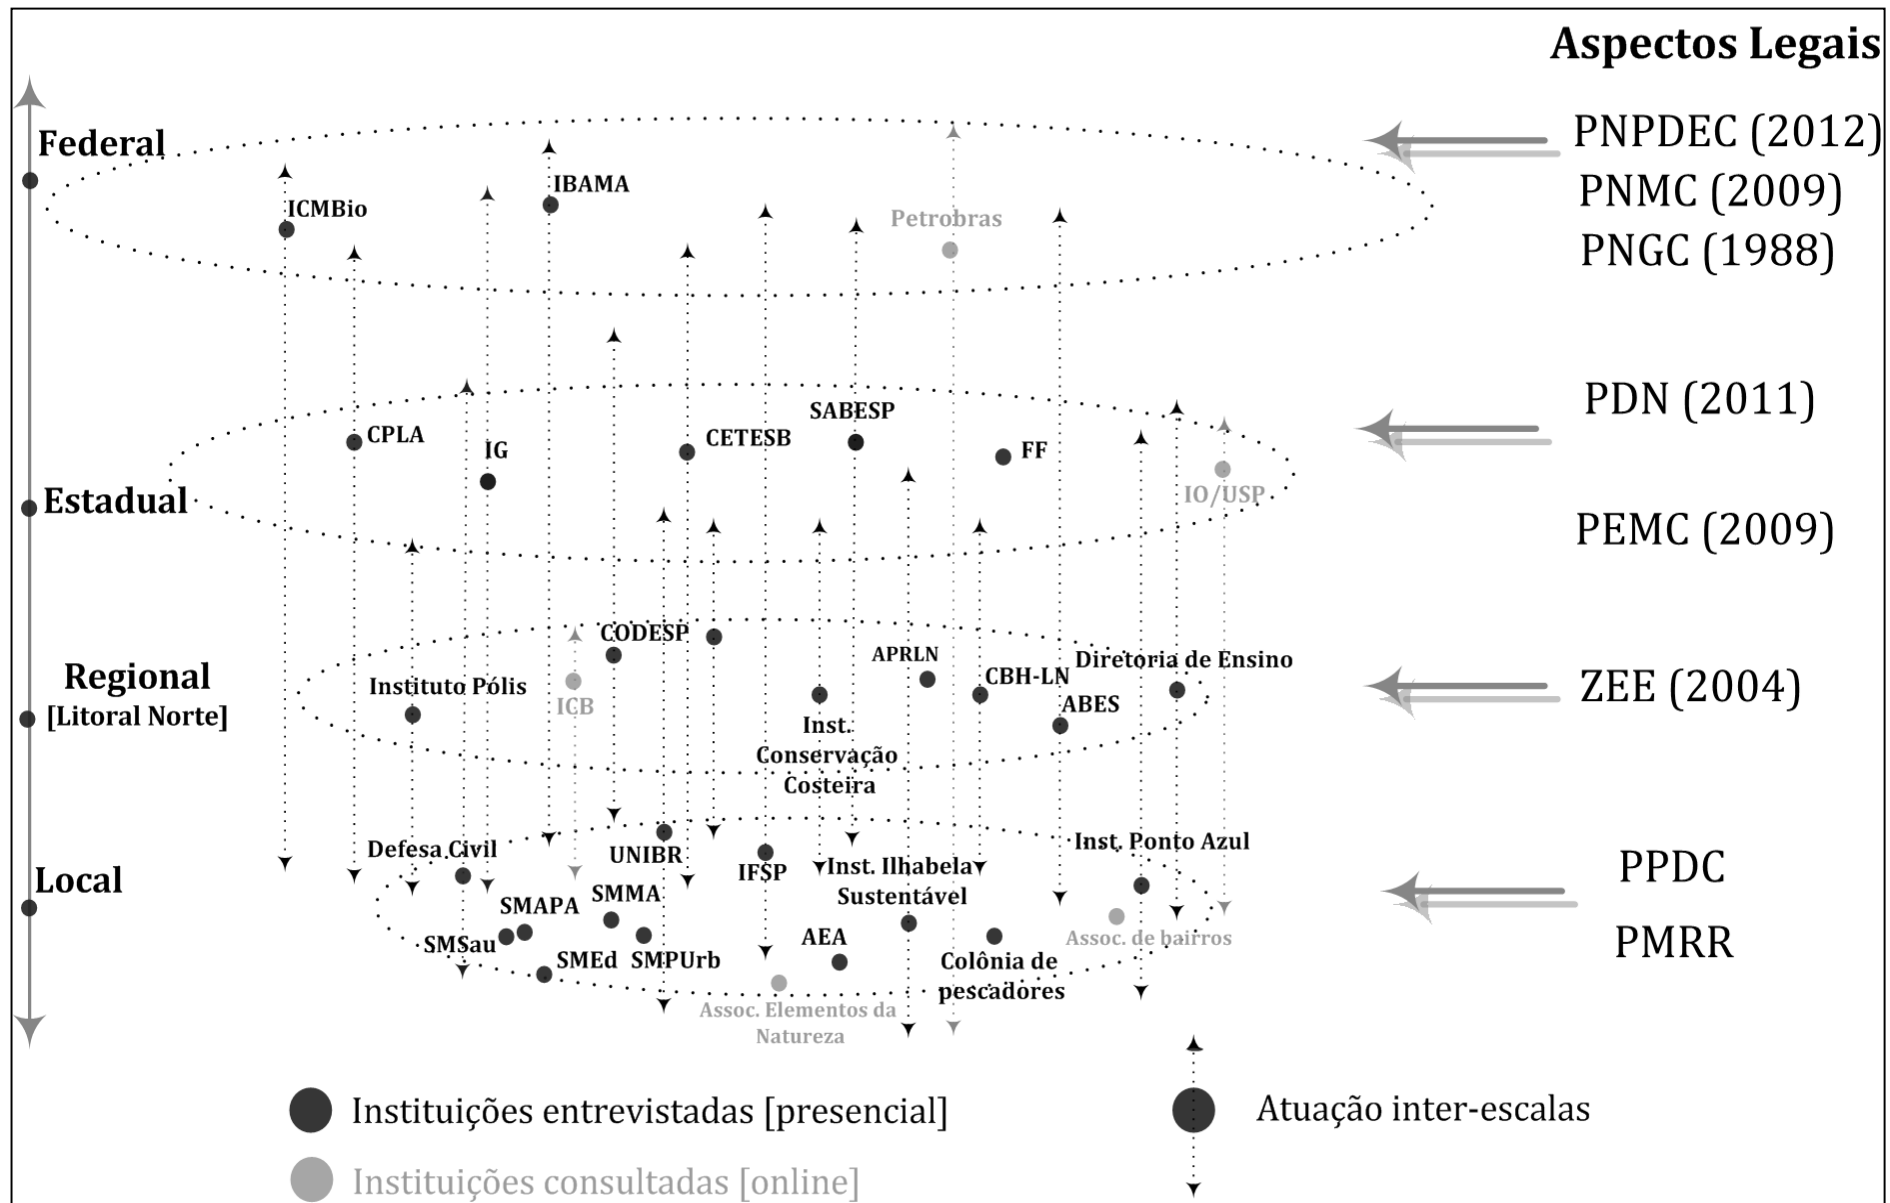 Aspectos Legais
Federal
PNPDEC (2012)
IBAMA
PNMC (2009)
ICMBio
Petrobras
PNGC (1988)
PDN (2011)
SABESP
CPLA
CETESB
IG
FF
Estadual
IO/USP
PEMC (2009)
CODESP
APRLN
Diretoria de Ensino
Regional
[Litoral Norte]
Instituto Pólis
ICB
CBH-LN
ABES
ZEE (2004)
Inst.
Conservação
Costeira
Defesa Civil
UNIBR
IFSP
Inst. Ilhabela
Sustentável
Inst. Ponto Azul
Local
PPDC
SMAPA
SMMA
SMSau
SMEd
SMPUrb
AEA
Colônia de
pescadores
Assoc. de bairros
PMRR
Assoc. Elementos da
Natureza
Instituições entrevistadas [presencial]
Atuação inter-escalas
Instituições consultadas [online]